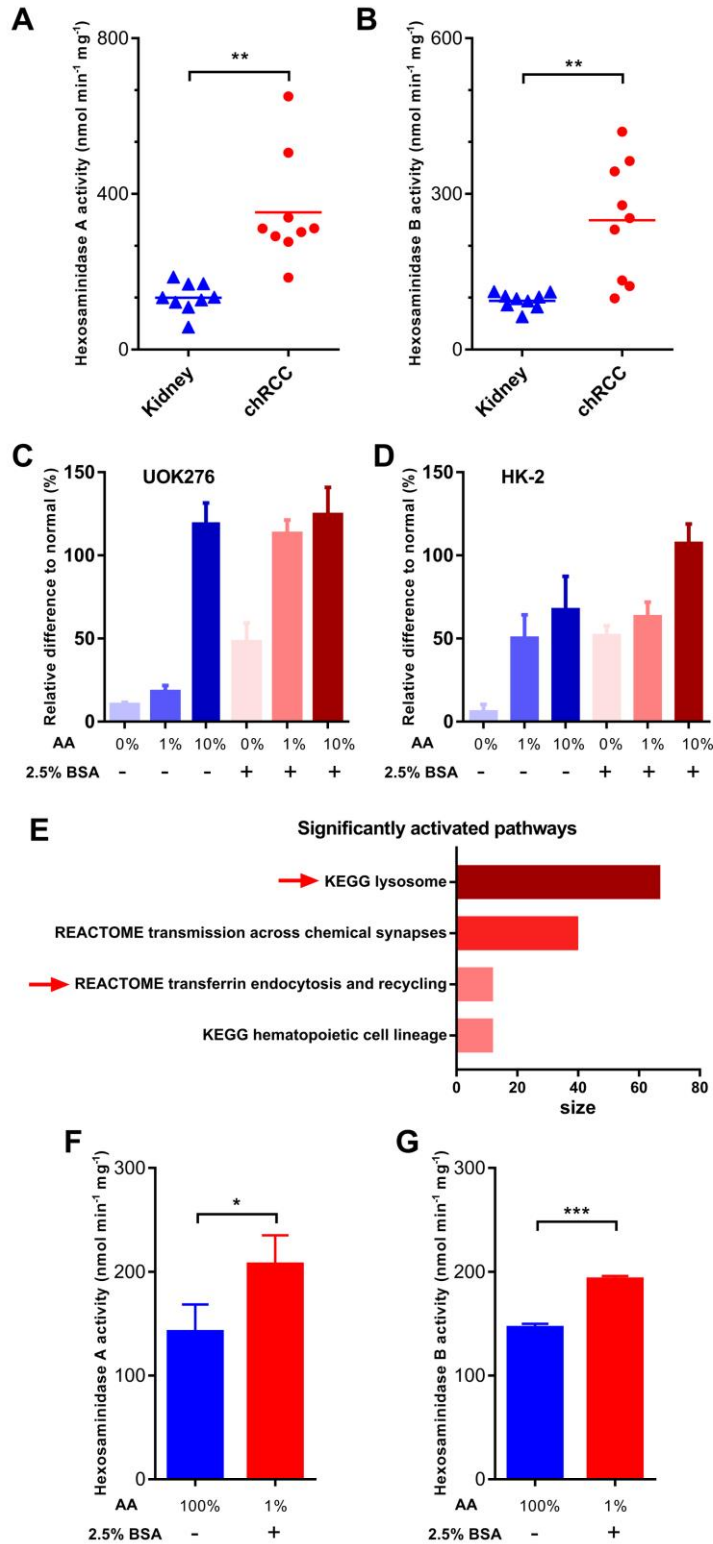 A
Hexosaminidase A activity (nmol min⁻¹ mg⁻¹)
800
400
0
**
Kidney
chRCC
B
Hexosaminidase B activity (nmol min⁻¹ mg⁻¹)
600
300
0
**
Kidney
chRCC
C
UOK276
Relative difference to normal (%)
150
100
50
0
AA 0% 1% 10% 0% 1% 10%
2.5% BSA - - - + + +
D
HK-2
Relative difference to normal (%)
150
100
50
0
AA 0% 1% 10% 0% 1% 10%
2.5% BSA - - - + + +
E
Significantly activated pathways
KEGG lysosome
REACTOME transmission across chemical synapses
REACTOME transferrin endocytosis and recycling
KEGG hematopoietic cell lineage
0 20 40 60 80
size
F
Hexosaminidase A activity (nmol min⁻¹ mg⁻¹)
300
200
100
0
*
AA 100% 1%
2.5% BSA - +
G
Hexosaminidase B activity (nmol min⁻¹ mg⁻¹)
300
200
100
0
***
AA 100% 1%
2.5% BSA - +